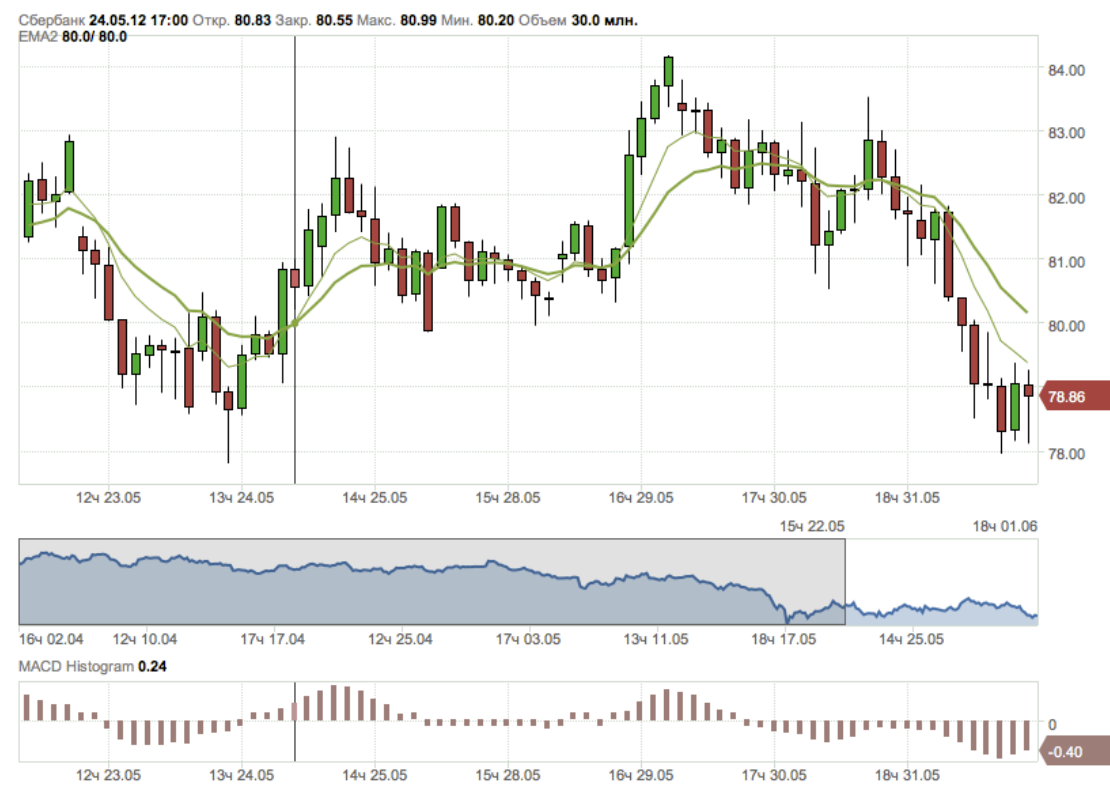 Сбербанк 24.05.12 17:00 Откр. 80.83 Закр. 80.55 Макс. 80.99 Мин. 80.20 Объем 30.0 млн.
EMA2 80.0/ 80.0
84.00
83.00
82.00
81.00
80.00
78.86
78.00
12ч 23.05 13ч 24.05 14ч 25.05 15ч 28.05 16ч 29.05 17ч 30.05 18ч 31.05
15ч 22.05 18ч 01.06
16ч 02.04 12ч 10.04 17ч 17.04 12ч 25.04 17ч 03.05 13ч 11.05 18ч 17.05 14ч 25.05
MACD Histogram 0.24
0
-0.40
12ч 23.05 13ч 24.05 14ч 25.05 15ч 28.05 16ч 29.05 17ч 30.05 18ч 31.05